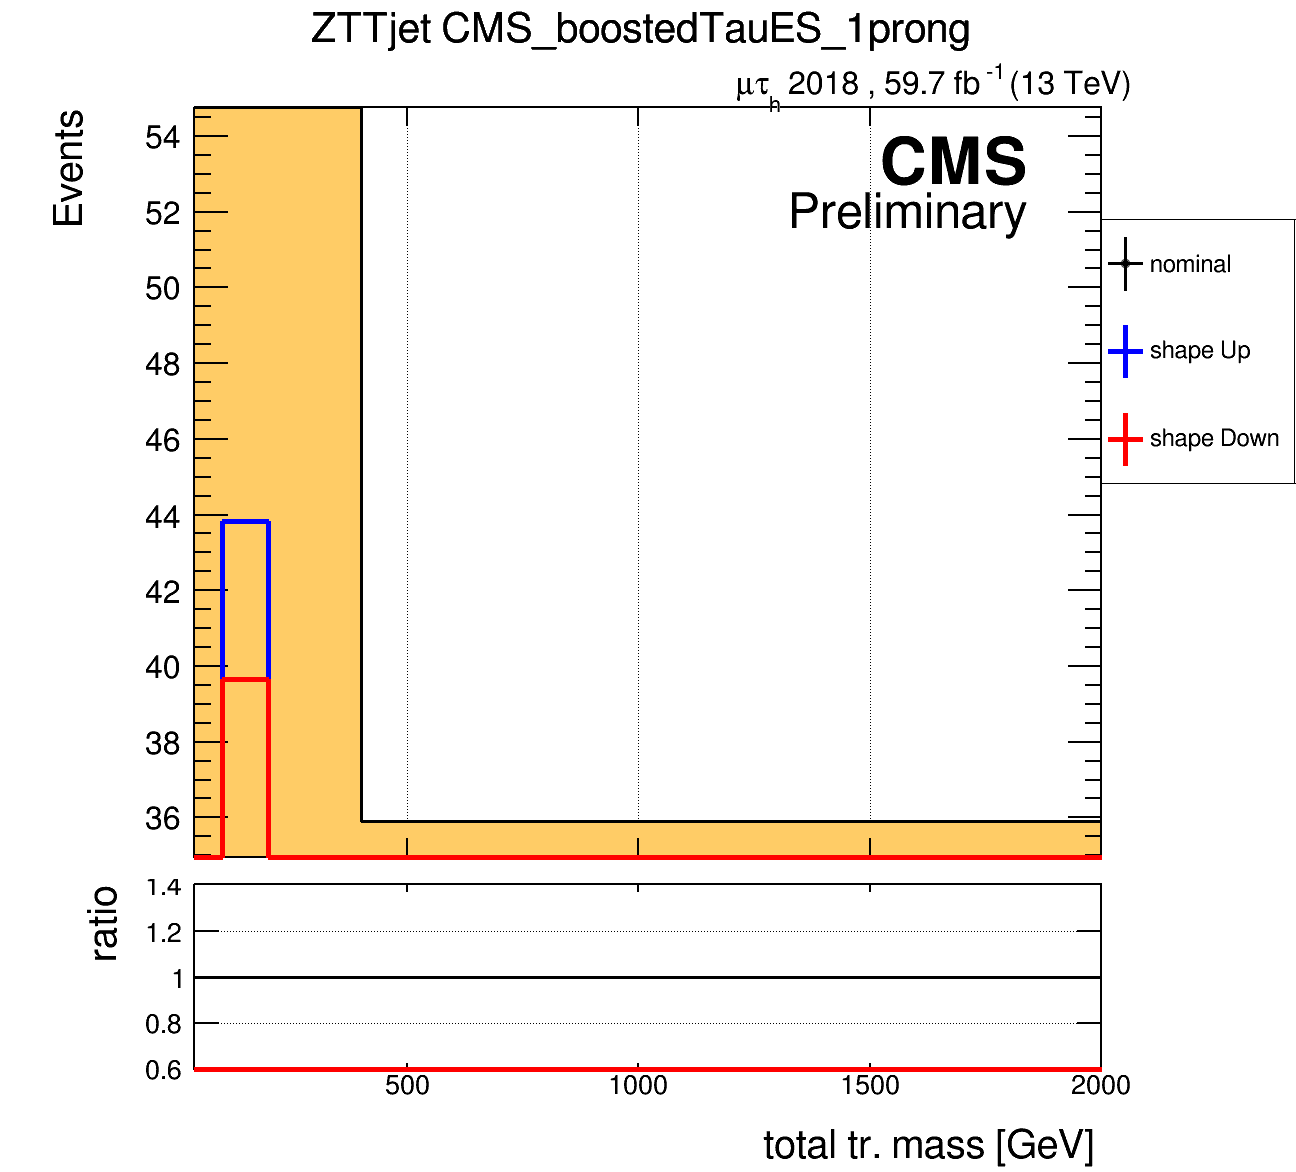 ZTTjet CMS_boostedTauES_1prong
μτh 2018 , 59.7 fb-1 (13 TeV)
Events
54
52
50
48
46
44
42
40
38
36
CMS
Preliminary
nominal
shape Up
shape Down
ratio
1.4
1.2
1
0.8
0.6
500 1000 1500 2000
total tr. mass [GeV]